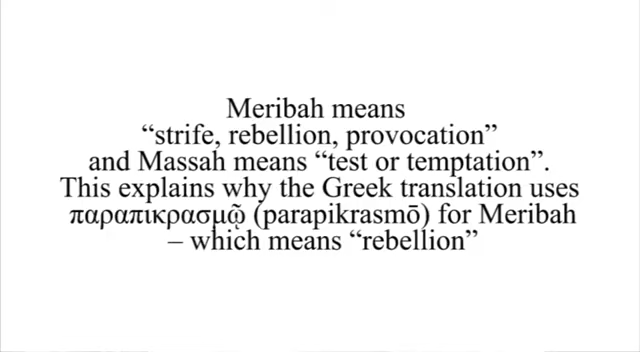 Meribah means
“strife, rebellion, provocation”
and Massah means “test or temptation”.
This explains why the Greek translation uses
παραπικρασμῷ (parapikrasmō) for Meribah
– which means “rebellion”